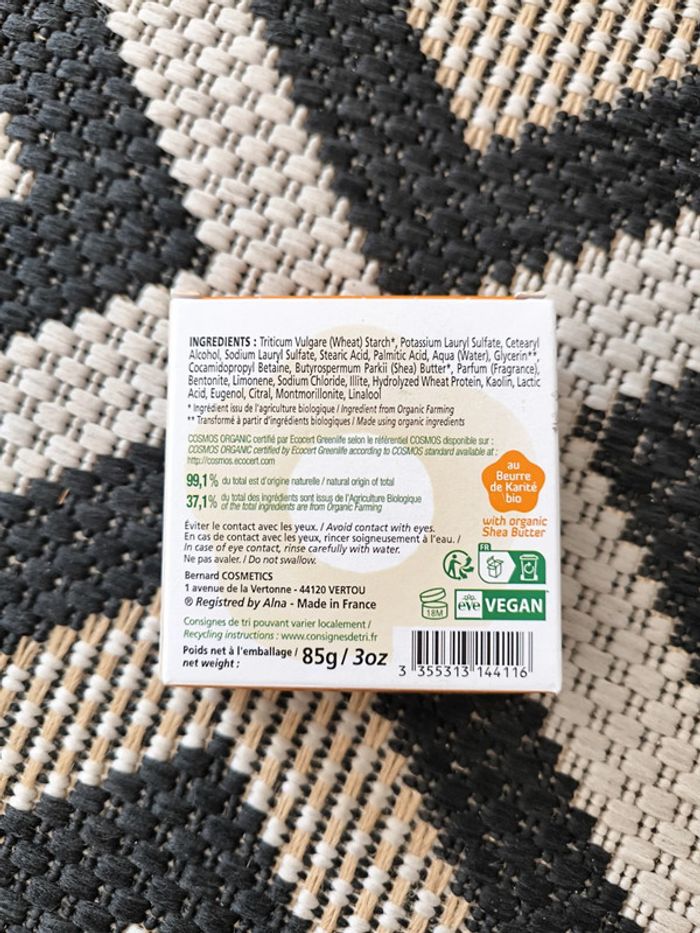 INGREDIENTS : Triticum Vulgare (Wheat) Starch*, Potassium Lauryl Sulfate, Cetearyl
Alcohol, Sodium Lauryl Sulfate, Stearic Acid, Palmitic Acid, Aqua (Water), Glycerin**,
Cocamidopropyl Betaine, Butyrospermum Parkii (Shea) Butter*, Parfum (Fragrance),
Bentonite, Limonene, Sodium Chloride, Illite, Hydrolyzed Wheat Protein, Kaolin, Lactic
Acid, Eugenol, Citral, Montmorillonite, Linalool
* Ingrédient issu de l'agriculture biologique / Ingredient from Organic Farming
** Transformé à partir d'ingrédients biologiques / Made using organic ingredients
COSMOS ORGANIC certifié par Ecocert Greenlife selon le référentiel COSMOS disponible sur :
COSMOS ORGANIC certified by Ecocert Greenlife according to COSMOS standard available at :
http://cosmos.ecocert.com
99,1% du total est d'origine naturelle / natural origin of total
37,1% du total des ingrédients sont issus de l'Agriculture Biologique
of the total ingredients are from Organic Farming
au
Beurre
de Karité
bio
with organic
Shea Butter
Éviter le contact avec les yeux. / Avoid contact with eyes.
En cas de contact avec les yeux, rincer soigneusement à l'eau. /
In case of eye contact, rinse carefully with water.
Ne pas avaler. / Do not swallow.
FR
Bernard COSMETICS
1 avenue de la Vertonne - 44120 VERTOU
® Registred by Alna - Made in France
18M
eve VEGAN
Consignes de tri pouvant varier localement /
Recycling instructions : www.consignesdetri.fr
Poids net à l'emballage /
net weight : 85g / 3oz
3 355313 144116